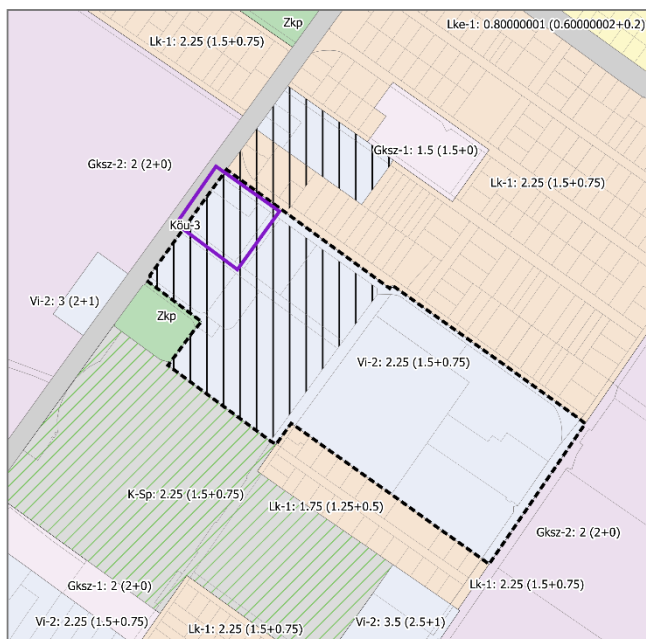 Zkp
Lke-1: 0.80000001 (0.60000002+0.2)
Lk-1: 2.25 (1.5+0.75)
Gksz-1: 1.5 (1.5+0)
Gksz-2: 2 (2+0)
Lk-1: 2.25 (1.5+0.75)
Köu-3
Vi-2: 3 (2+1)
Zkp
Vi-2: 2.25 (1.5+0.75)
K-Sp: 2.25 (1.5+0.75)
Lk-1: 1.75 (1.25+0.5)
Gksz-2: 2 (2+0)
Gksz-1: 2 (2+0)
Lk-1: 2.25 (1.5+0.75)
Vi-2: 2.25 (1.5+0.75)
Lk-1: 2.25 (1.5+0.75)
Vi-2: 3.5 (2.5+1)